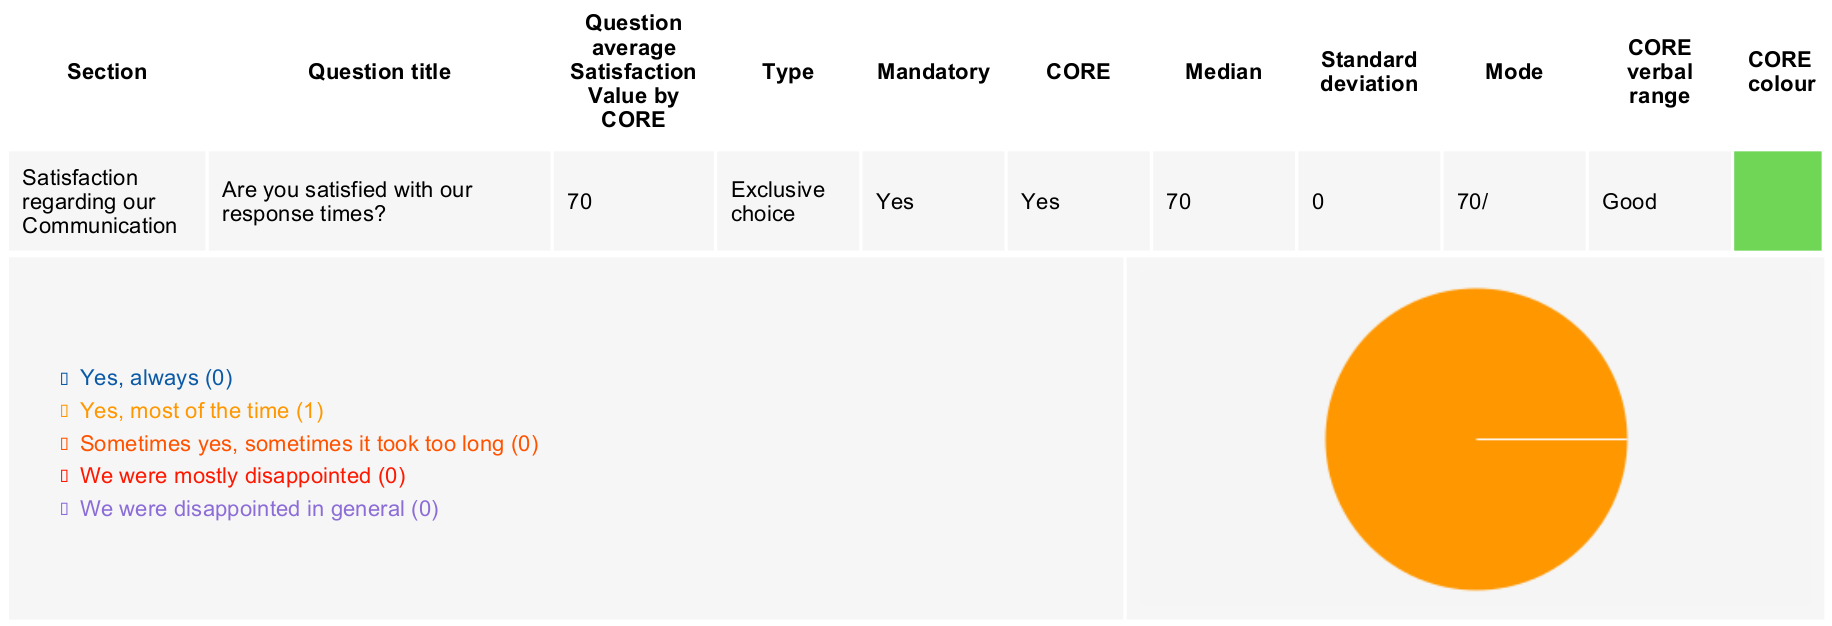 Section
Question title
Question
average
Satisfaction
Value by
CORE
Type
Mandatory
CORE
Median
Standard
deviation
Mode
CORE
verbal
range
CORE
colour
Satisfaction
regarding our
Communication
Are you satisfied with our
response times?
70
Exclusive
choice
Yes
Yes
70
0
70/
Good
Yes, always (0)
Yes, most of the time (1)
Sometimes yes, sometimes it took too long (0)
We were mostly disappointed (0)
We were disappointed in general (0)